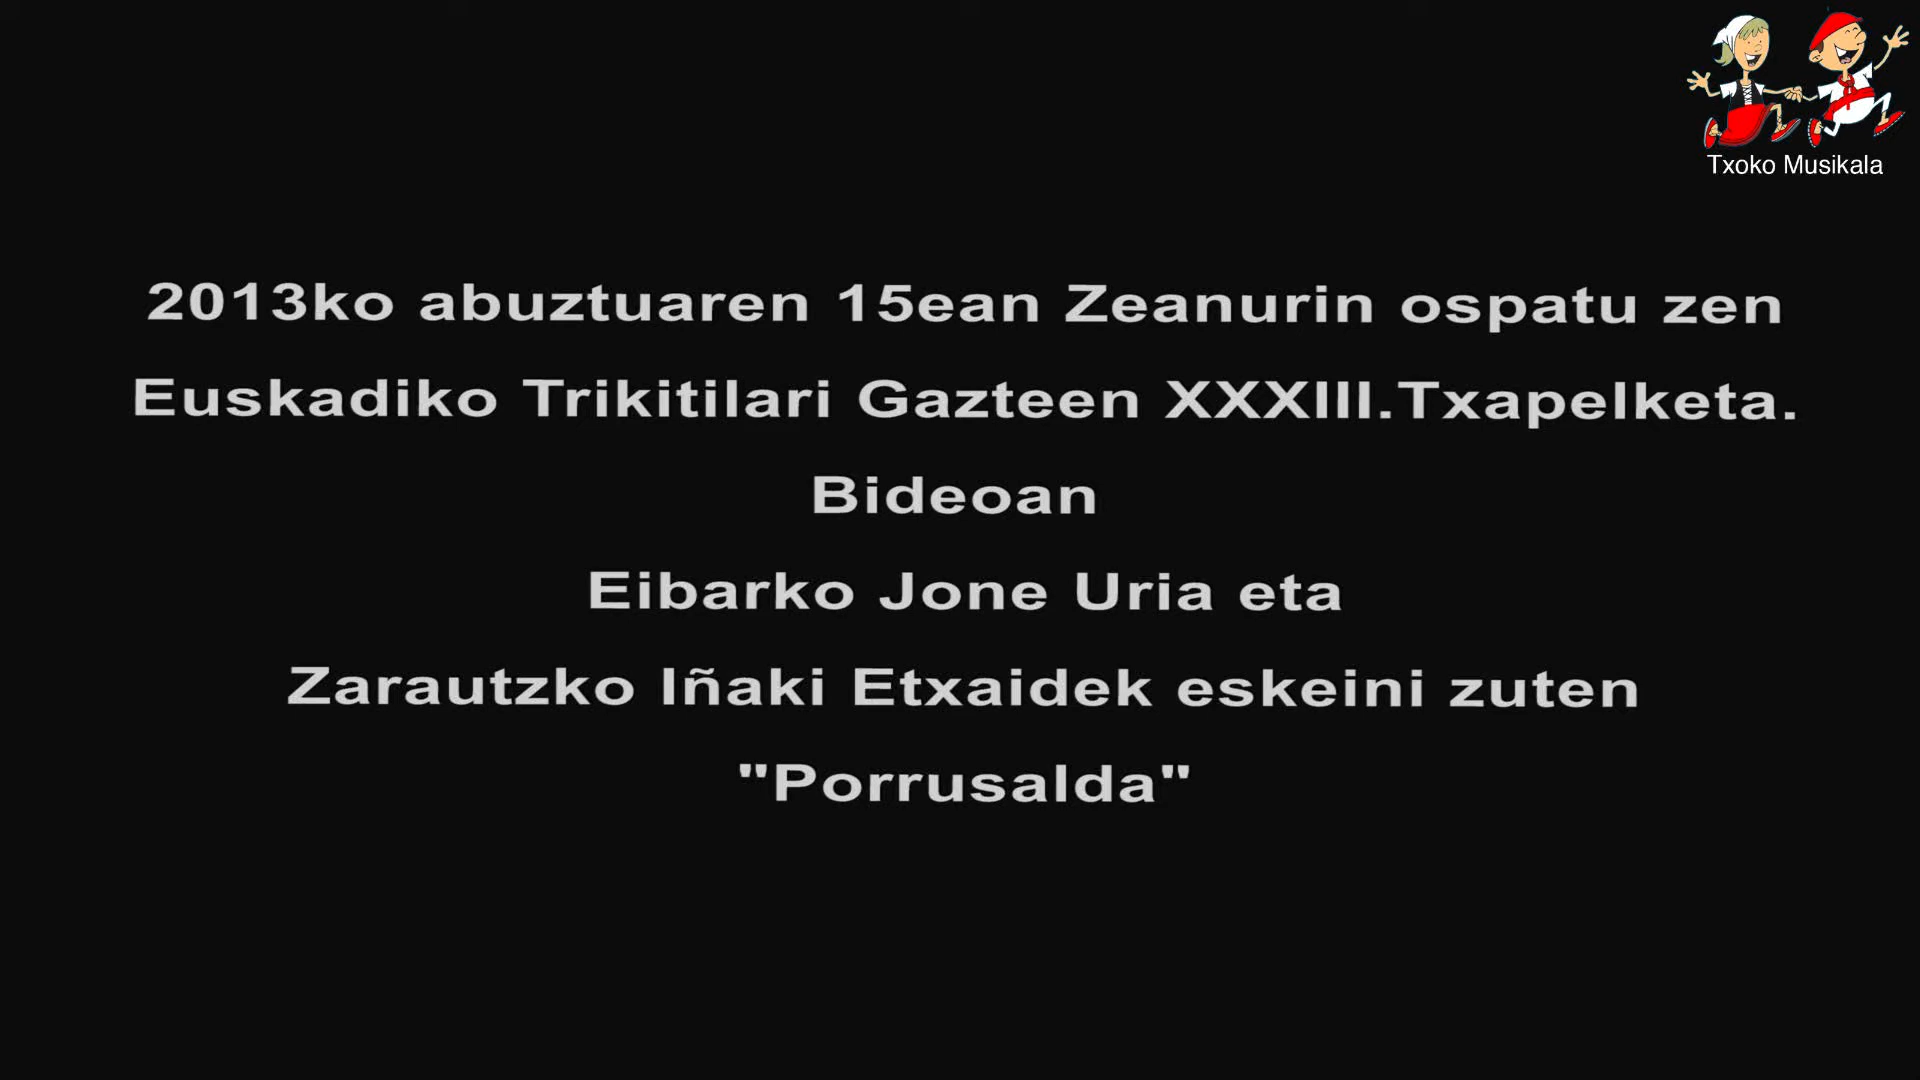 Txoko Musikala
2013ko abuztuaren 15ean Zeanurin ospatu zen
Euskadiko Trikitilari Gazteen XXXIII.Txapelketa.
Bideoan
Eibarko Jone Uria eta
Zarautzko Iñaki Etxaidek eskeini zuten
"Porrusalda"